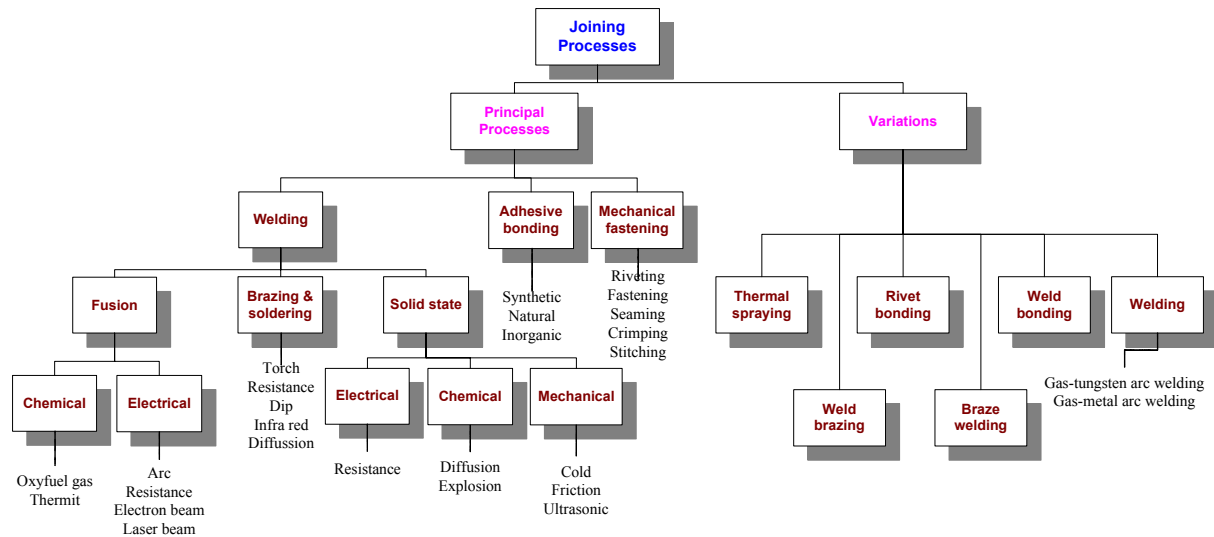 Joining
Processes
Principal
Processes
Variations
Welding
Adhesive
bonding
Mechanical
fastening
Fusion
Brazing &
soldering
Solid state
Synthetic
Natural
Inorganic
Riveting
Fastening
Seaming
Crimping
Stitching
Thermal
spraying
Rivet
bonding
Weld
bonding
Welding
Chemical
Electrical
Torch
Resistance
Dip
Infra red
Diffussion
Electrical
Chemical
Mechanical
Weld
brazing
Braze
welding
Gas-tungsten arc welding
Gas-metal arc welding
Oxyfuel gas
Thermit
Arc
Resistance
Electron beam
Laser beam
Resistance
Diffusion
Explosion
Cold
Friction
Ultrasonic